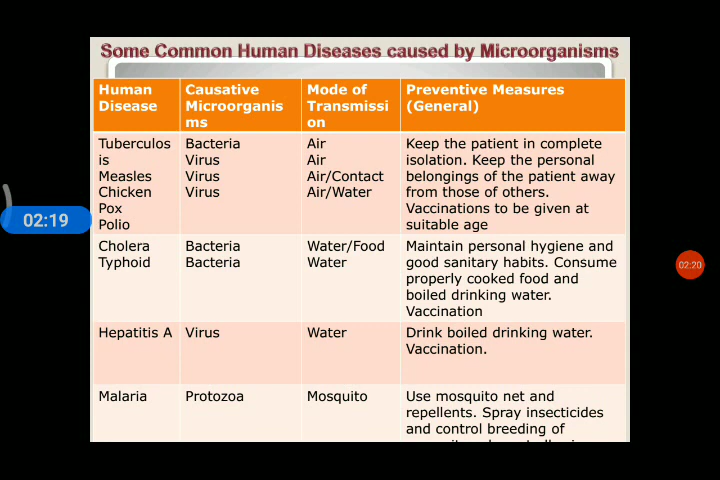 Some Common Human Diseases caused by Microorganisms
Human
Disease
Causative
Microorganis
ms
Mode of
Transmissi
on
Preventive Measures
(General)
Tuberculos
is
Measles
Chicken
Pox
Polio
Bacteria
Virus
Virus
Virus
Air
Air
Air/Contact
Air/Water
Keep the patient in complete
isolation. Keep the personal
belongings of the patient away
from those of others.
Vaccinations to be given at
suitable age
Cholera
Typhoid
Bacteria
Bacteria
Water/Food
Water
Maintain personal hygiene and
good sanitary habits. Consume
properly cooked food and
boiled drinking water.
Vaccination
Hepatitis A
Virus
Water
Drink boiled drinking water.
Vaccination.
Malaria
Protozoa
Mosquito
Use mosquito net and
repellents. Spray insecticides
and control breeding of
02:19
02:20